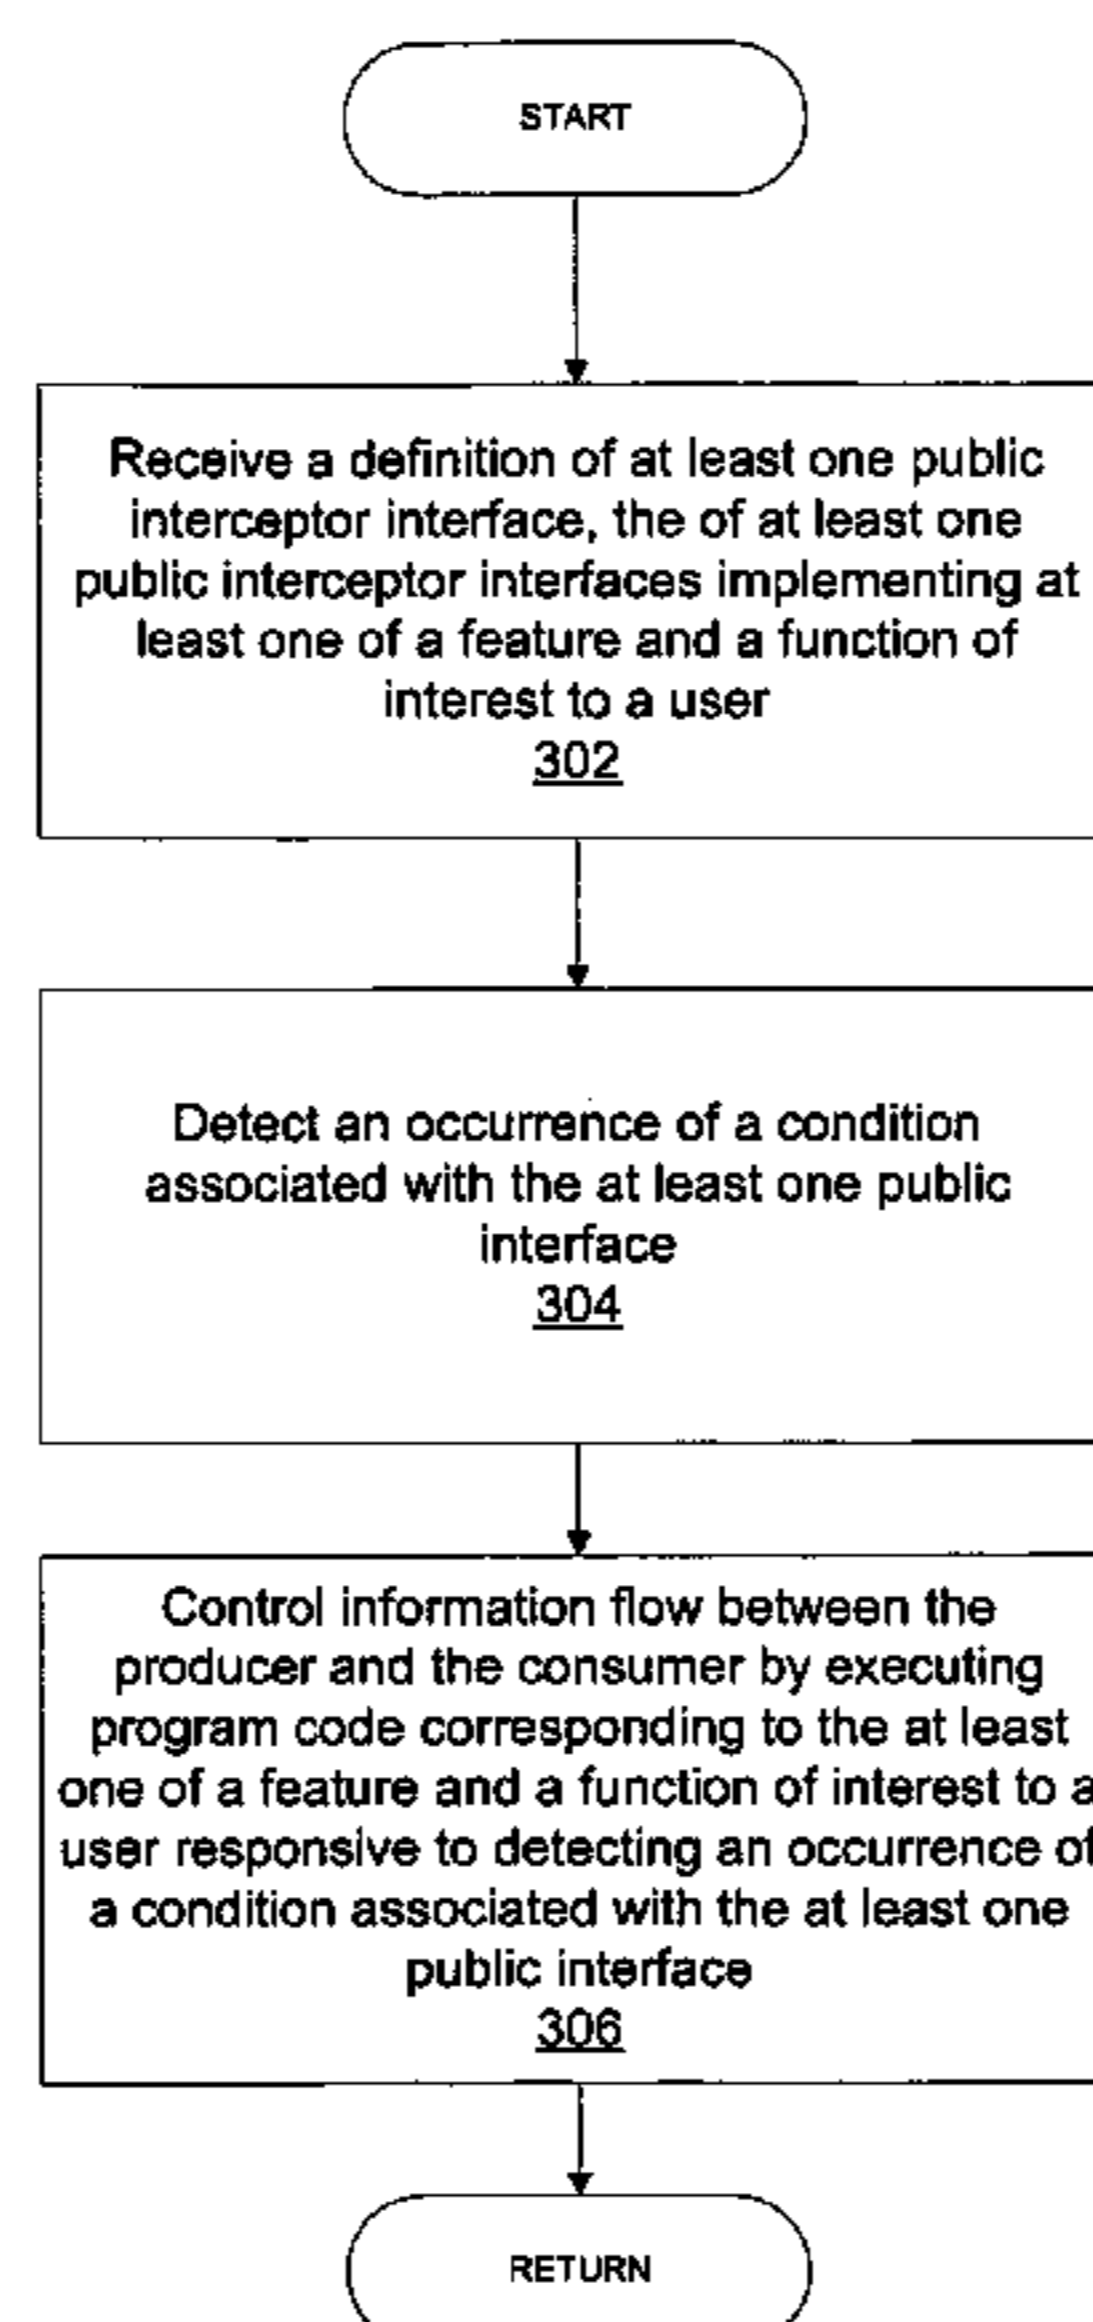 START
Receive a definition of at least one public
interceptor interface, the of at least one
public interceptor interfaces implementing at
least one of a feature and a function of
interest to a user
302
Detect an occurrence of a condition
associated with the at least one public
interface
304
Control information flow between the
producer and the consumer by executing
program code corresponding to the at least
one of a feature and a function of interest to a
user responsive to detecting an occurrence of
a condition associated with the at least one
public interface
306
RETURN